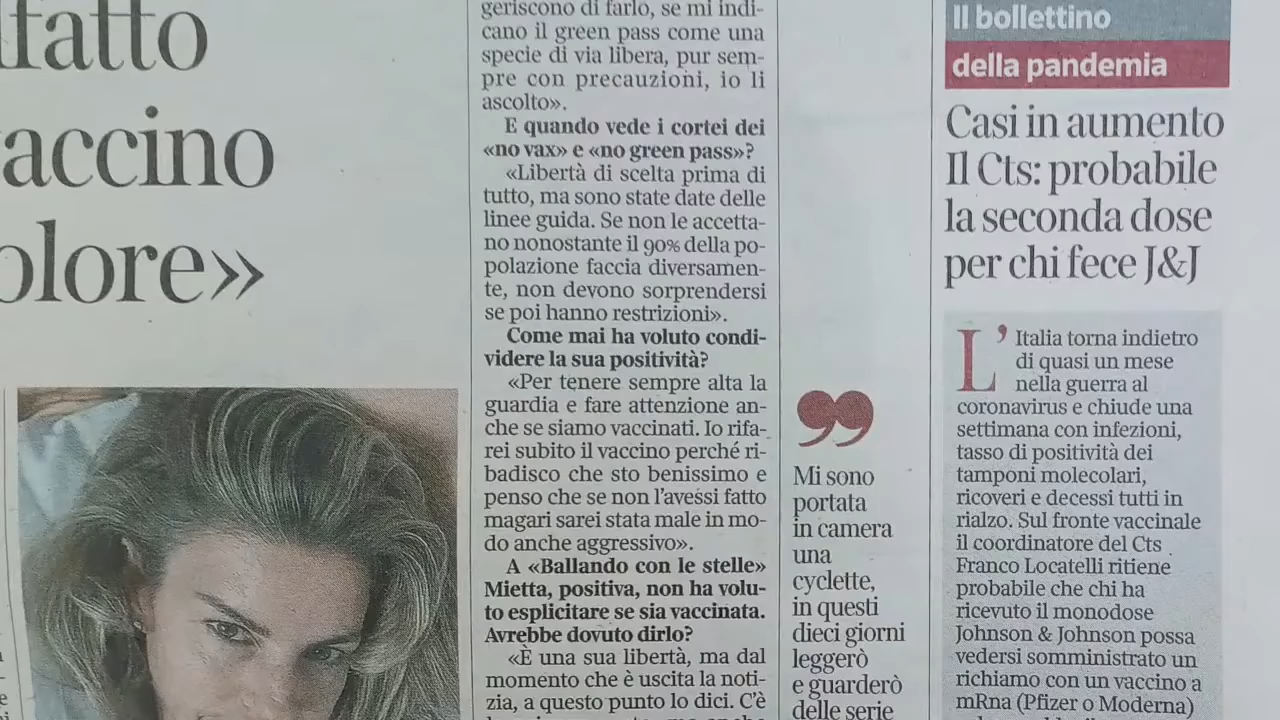 fatto
accino
olore»
geriscono di farlo, se mi indi-
cano il green pass come una
specie di via libera, pur sem-
pre con precauzioni, io li
ascolto».
E quando vede i cortei dei
«no vax» e «no green pass»?
«Libertà di scelta prima di
tutto, ma sono state date delle
linee guida. Se non le accetta-
no nonostante il 90% della po-
polazione faccia diversamen-
te, non devono sorprendersi
se poi hanno restrizioni».
Come mai ha voluto condi-
videre la sua positività?
«Per tenere sempre alta la
guardia e fare attenzione an-
che se siamo vaccinati. Io rifa-
rei subito il vaccino perché ri-
badisco che sto benissimo e
penso che se non l'avessi fatto
magari sarei stata male in mo-
do anche aggressivo».
A «Ballando con le stelle»
Mietta, positiva, non ha volu-
to esplicitare se sia vaccinata.
Avrebbe dovuto dirlo?
«È una sua libertà, ma dal
momento che è uscita la noti-
zia, a questo punto lo dici. C'è
Mi sono
portata
in camera
una
cyclette,
in questi
dieci giorni
leggerò
e guarderò
delle serie
Il bollettino
della pandemia
Casi in aumento
Il Cts: probabile
la seconda dose
per chi fece J&J
L'Italia torna indietro
di quasi un mese
nella guerra al
coronavirus e chiude una
settimana con infezioni,
tasso di positività dei
tamponi molecolari,
ricoveri e decessi tutti in
rialzo. Sul fronte vaccinale
il coordinatore del Cts
Franco Locatelli ritiene
probabile che chi ha
ricevuto il monodose
Johnson & Johnson possa
vedersi somministrato un
richiamo con un vaccino a
mRna (Pfizer o Moderna)